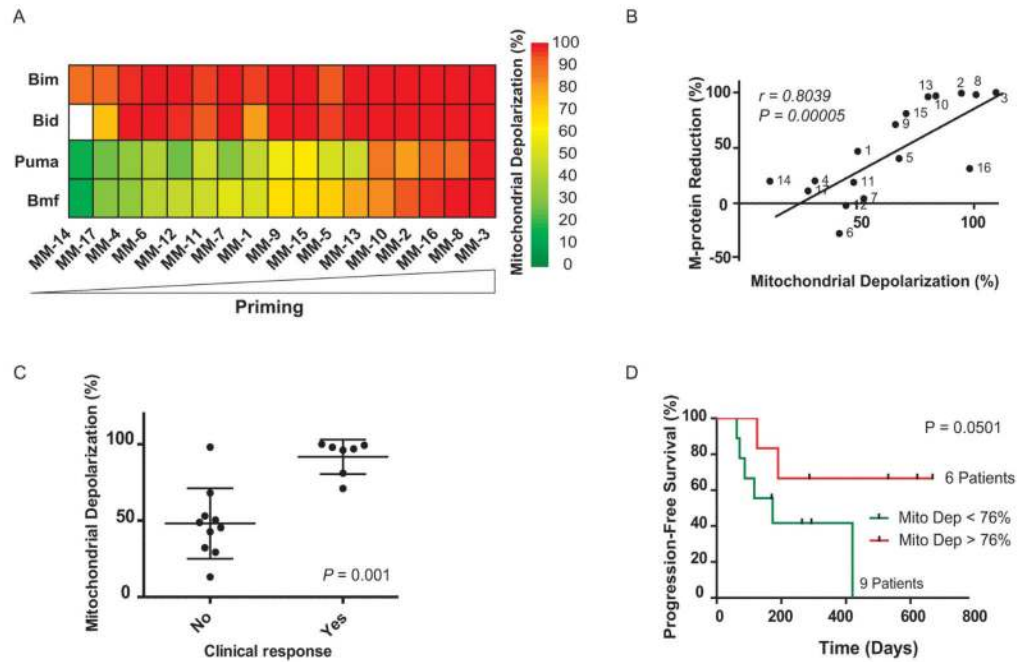 A
Mitochondrial Depolarization (%)
100
90
80
70
60
50
40
30
20
10
0
Bim
Bid
Puma
Bmf
MM-14
MM-17
MM-4
MM-6
MM-12
MM-11
MM-7
MM-1
MM-9
MM-15
MM-5
MM-13
MM-10
MM-2
MM-16
MM-8
MM-3
Priming
B
M-protein Reduction (%)
100
50
0
-50
r = 0.8039
P = 0.00005
13
2
8
10
3
15
9
1
5
16
14
4
11
17
7
12
6
50
100
Mitochondrial Depolarization (%)
C
Mitochondrial Depolarization (%)
100
50
0
P = 0.001
No
Yes
Clinical response
D
Progression-Free Survival (%)
100
80
60
40
20
0
P = 0.0501
6 Patients
Mito Dep < 76%
Mito Dep > 76%
9 Patients
0
200
400
600
800
Time (Days)